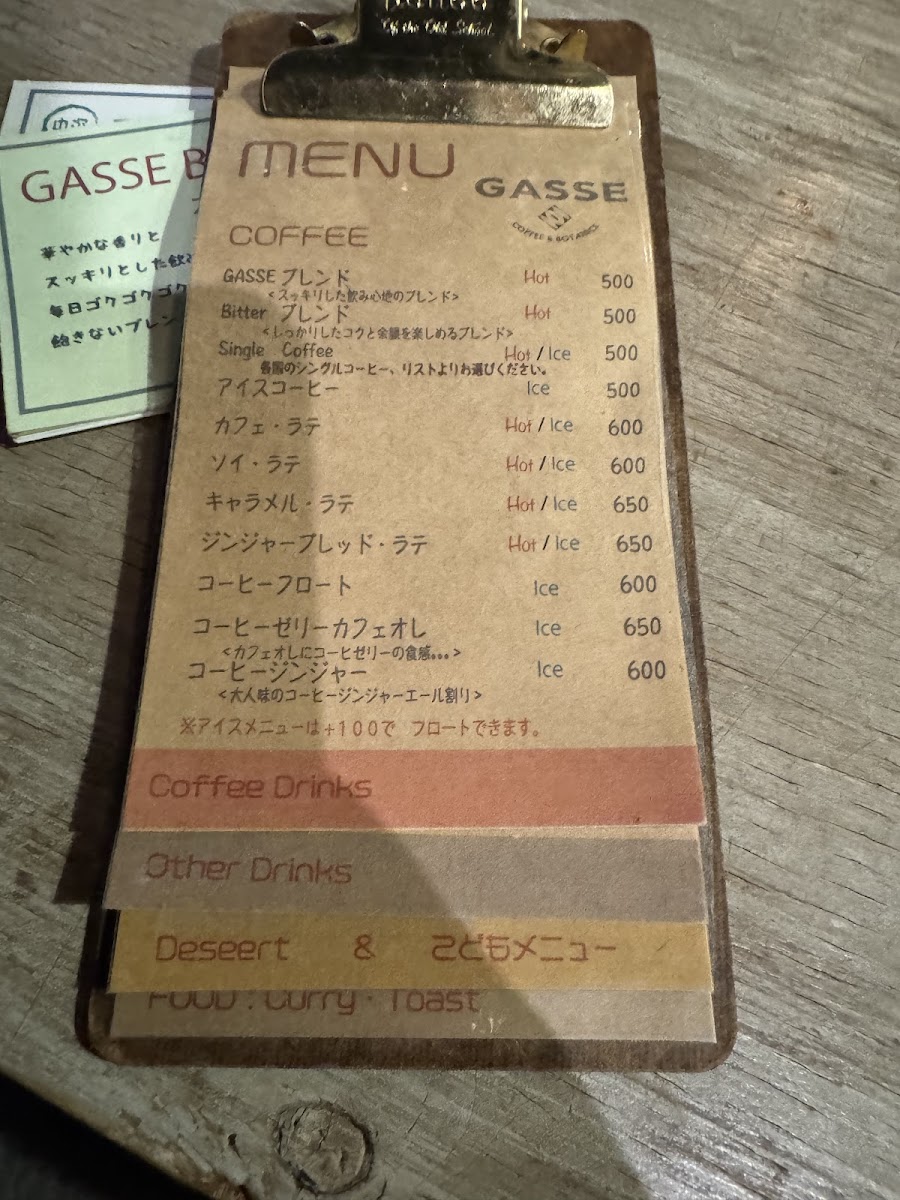 Of the Old School.
GASSE B
華やかな香りと
スッキリとした飲み
毎日ゴクゴクゴク
飽きないブレン
MENU
GASSE
COFFEE & BOTANICS
COFFEE
GASSE ブレンド Hot 500
<スッキリした飲み心地のブレンド>
Bitter ブレンド Hot 500
<しっかりしたコクと余韻を楽しめるブレンド>
Single Coffee Hot / Ice 500
各国のシングルコーヒー、リストよりお選びください。
アイスコーヒー Ice 500
カフェ・ラテ Hot / Ice 600
ソイ・ラテ Hot / Ice 600
キャラメル・ラテ Hot / Ice 650
ジンジャーブレッド・ラテ Hot / Ice 650
コーヒーフロート Ice 600
コーヒーゼリーカフェオレ Ice 650
<カフェオレにコーヒゼリーの食感...>
コーヒージンジャー Ice 600
<大人味のコーヒージンジャーエール割り>
※アイスメニューは+100で フロートできます。
Coffee Drinks
Other Drinks
Deseert & こどもメニュー
FOOD : Curry・Toast